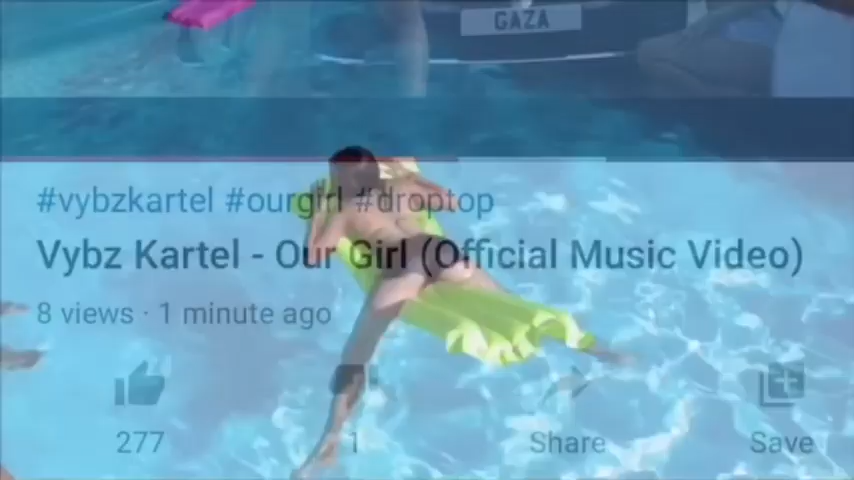 GAZA
#vybzkartel #ourgirl #droptop
Vybz Kartel - Our Girl (Official Music Video)
8 views · 1 minute ago
277 1 Share Save